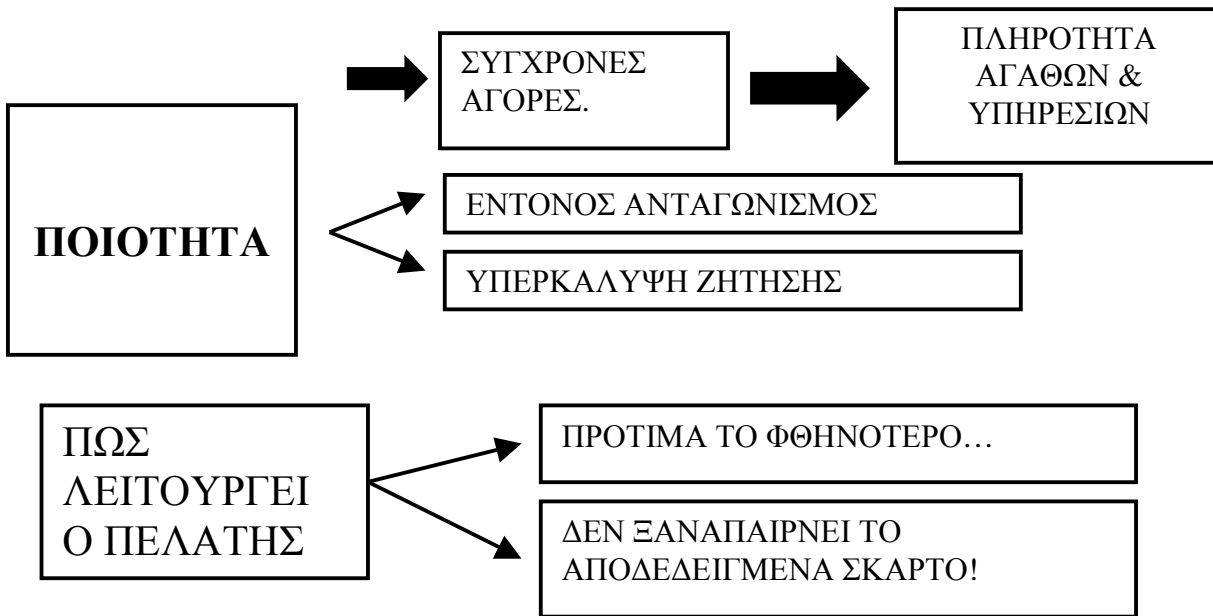 ΣΥΓΧΡΟΝΕΣ
ΑΓΟΡΕΣ.
ΠΛΗΡΟΤΗΤΑ
ΑΓΑΘΩΝ &
ΥΠΗΡΕΣΙΩΝ
ΠΟΙΟΤΗΤΑ
ΕΝΤΟΝΟΣ ΑΝΤΑΓΩΝΙΣΜΟΣ
ΥΠΕΡΚΑΛΥΨΗ ΖΗΤΗΣΗΣ
ΠΩΣ
ΛΕΙΤΟΥΡΓΕΙ
Ο ΠΕΛΑΤΗΣ
ΠΡΟΤΙΜΑ ΤΟ ΦΘΗΝΟΤΕΡΟ…
ΔΕΝ ΞΑΝΑΠΑΙΡΝΕΙ ΤΟ
ΑΠΟΔΕΔΕΙΓΜΕΝΑ ΣΚΑΡΤΟ!